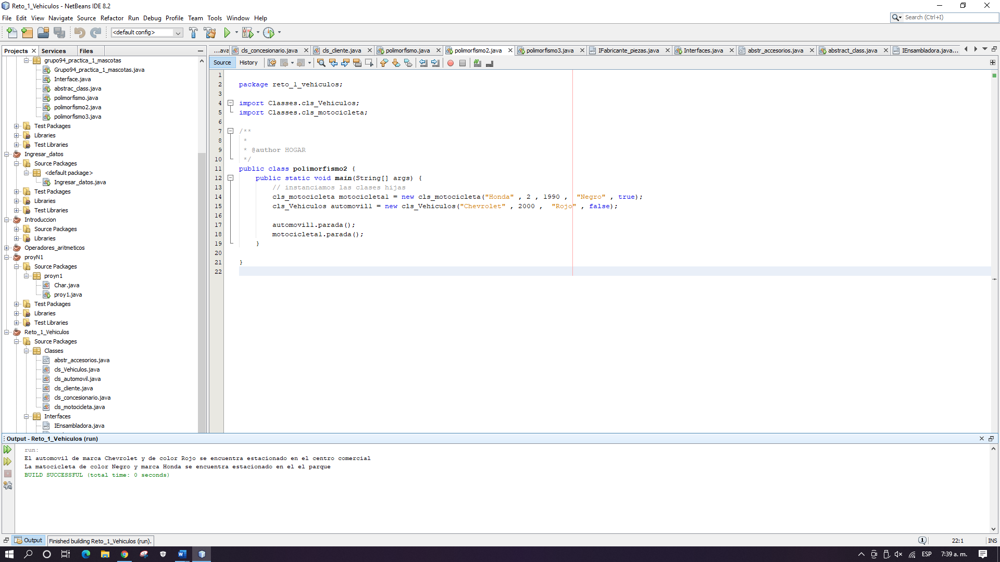 Reto_1_Vehiculos - NetBeans IDE 8.2
File Edit View Navigate Source Refactor Run Debug Profile Team Tools Window Help
Search (Ctrl+I)
<default config>
Projects Services Files
...ava cls_concesionario.java cls_cliente.java polimorfismo.java polimorfismo2.java polimorfismo3.java IFabricante_piezas.java Interfaces.java abstr_accesorios.java abstract_class.java IEnsambladora.java...
Source History
grupo94_practica_1_mascotas
Grupo94_practica_1_mascotas.java
Interface.java
abstrac_class.java
polimorfismo.java
polimorfismo2.java
polimorfismo3.java
Test Packages
Libraries
Test Libraries
Ingresar_datos
Source Packages
<default package>
Ingresar_datos.java
Test Packages
Libraries
Test Libraries
Introduccion
Source Packages
Libraries
Operadores_aritmeticos
proyN1
Source Packages
proyn1
Char.java
proy1.java
Test Packages
Libraries
Test Libraries
Reto_1_Vehiculos
Source Packages
Classes
abstr_accesorios.java
cls_Vehiculos.java
cls_automovil.java
cls_cliente.java
cls_concesionario.java
cls_motocicleta.java
Interfaces
IEnsambladora.java
1
2 package reto_1_vehiculos;
3
4 import Classes.cls_Vehiculos;
5 import Classes.cls_motocicleta;
6
7 /**
8 *
9 * @author HOGAR
10 */
11 public class polimorfismo2 {
12 public static void main(String[] args) {
13 // instanciamos las clases hijas
14 cls_motocicleta motocicleta1 = new cls_motocicleta("Honda" , 2 , 1990 , "Negro" , true);
15 cls_Vehiculos automovil1 = new cls_Vehiculos("Chevrolet" , 2000 , "Rojo" , false);
16
17 automovil1.parada();
18 motocicleta1.parada();
19 }
20
21 }
22
Output - Reto_1_Vehiculos (run)
run:
El automovil de marca Chevrolet y de color Rojo se encuentra estacionado en el centro comercial
La matocicleta de color Negro y marca Honda se encuentra estacionado en el el parque
BUILD SUCCESSFUL (total time: 0 seconds)
Output Finished building Reto_1_Vehiculos (run). 1 22:1 INS
ESP 7:39 a. m.